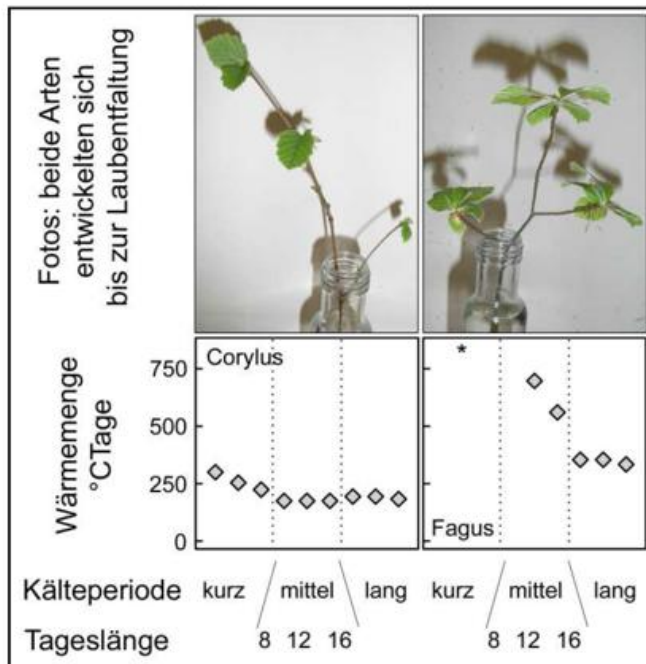 Fotos: beide Arten
entwickelten sich
bis zur Laubentfaltung
Wärmemenge
°CTage
750
500
250
0
Corylus
*
Fagus
Kälteperiode kurz mittel lang kurz mittel lang
Tageslänge 8 12 16 8 12 16